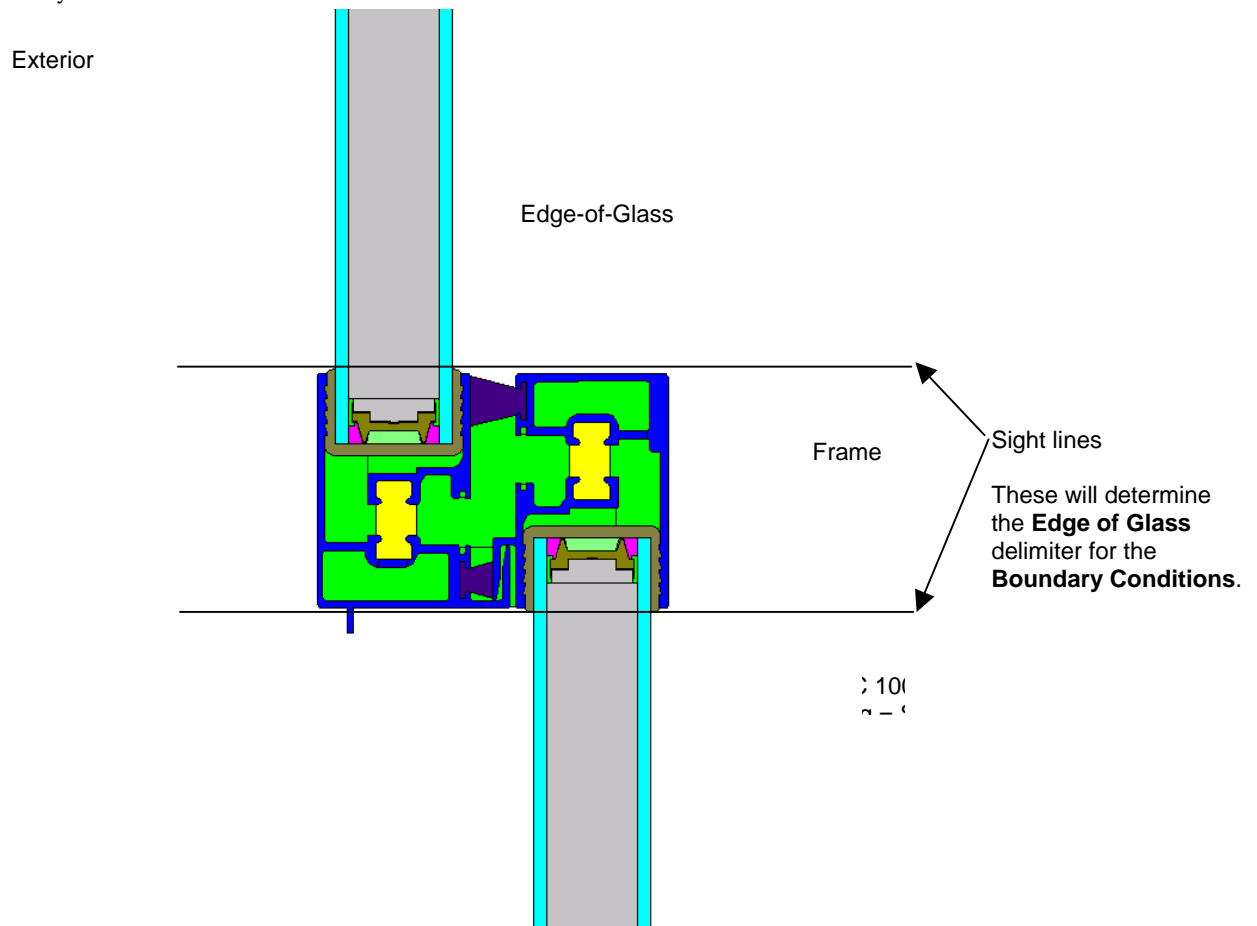 Exterior
Edge-of-Glass
Frame
Sight lines
These will determine
the Edge of Glass
delimiter for the
Boundary Conditions.